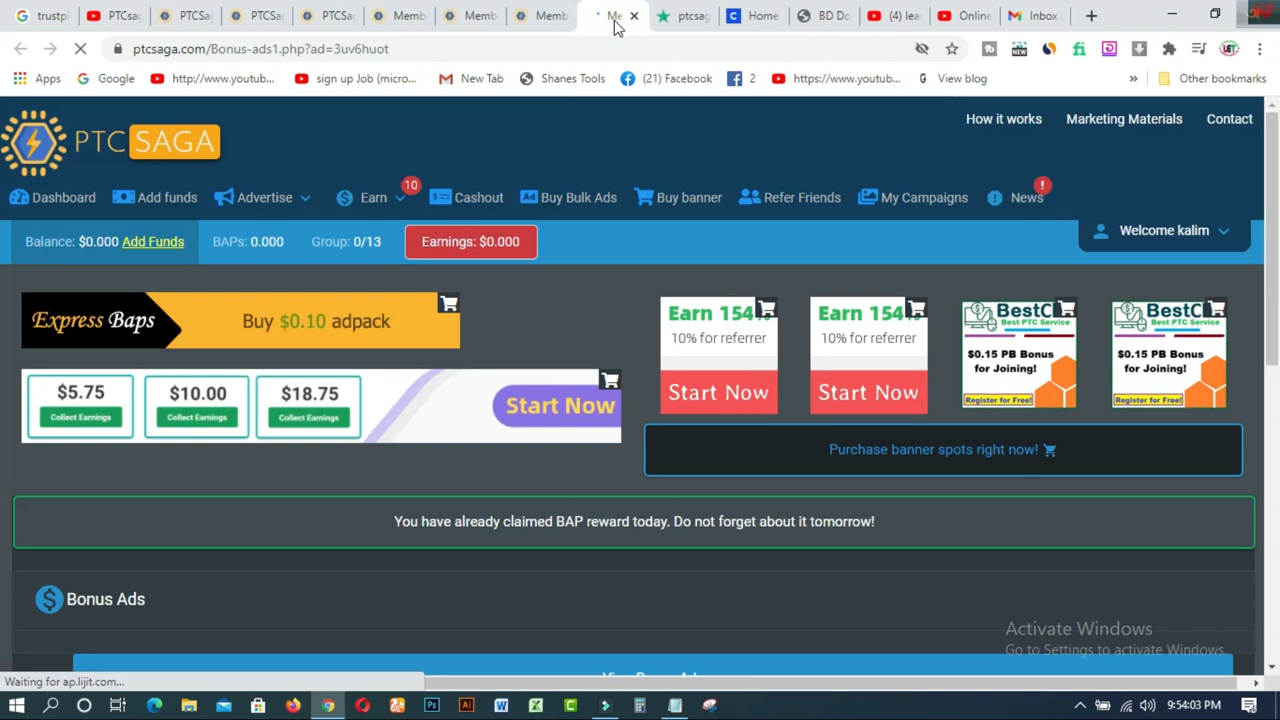 trustpi
PTCsag
PTCSag
PTCSag
PTCSag
Memb
Memb
Memb
Me
ptcsag
Home
BD Do
(4) lea
Online
Inbox
ptcsaga.com/Bonus-ads1.php?ad=3uv6huot
Apps
Google
http://www.youtub...
sign up Job (micro...
New Tab
Shanes Tools
(21) Facebook
2
https://www.youtub...
View blog
»
Other bookmarks
PTC SAGA
How it works
Marketing Materials
Contact
Dashboard
Add funds
Advertise
Earn
10
Cashout
Buy Bulk Ads
Buy banner
Refer Friends
My Campaigns
News
!
Balance: $0.000 Add Funds
BAPs: 0.000
Group: 0/13
Earnings: $0.000
Welcome kalim
Express Baps
Buy $0.10 adpack
$5.75
Collect Earnings
$10.00
Collect Earnings
$18.75
Collect Earnings
Start Now
Earn 154%
10% for referrer
Start Now
Earn 154%
10% for referrer
Start Now
BestC
Best PTC Service
$0.15 PB Bonus
for Joining!
Register for Free!
BestC
Best PTC Service
$0.15 PB Bonus
for Joining!
Register for Free!
Purchase banner spots right now!
You have already claimed BAP reward today. Do not forget about it tomorrow!
Bonus Ads
Activate Windows
Go to Settings to activate Windows.
Waiting for ap.lijit.com...
9:54:03 PM